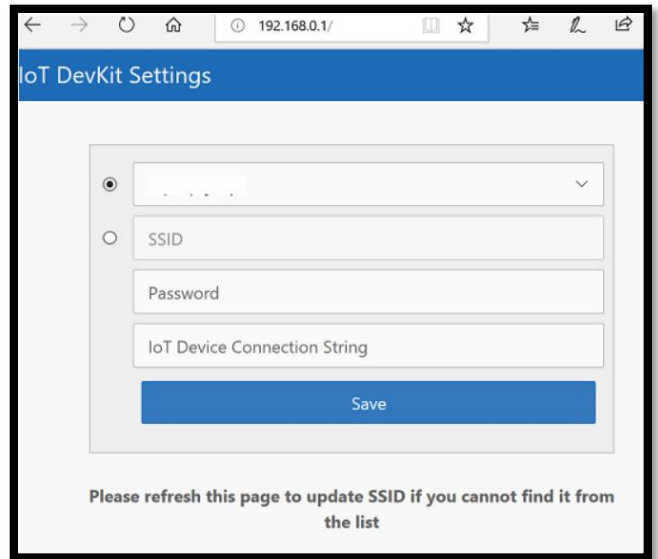 192.168.0.1/
IoT DevKit Settings
SSID
Password
IoT Device Connection String
Save
Please refresh this page to update SSID if you cannot find it from
the list